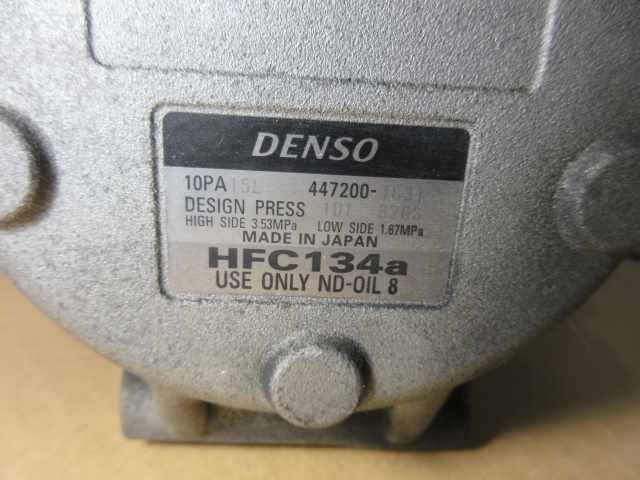 DENSO
10PA15L 447200-
DESIGN PRESS
HIGH SIDE 3.53MPa LOW SIDE 1.67MPa
MADE IN JAPAN
HFC134a
USE ONLY ND-OIL 8